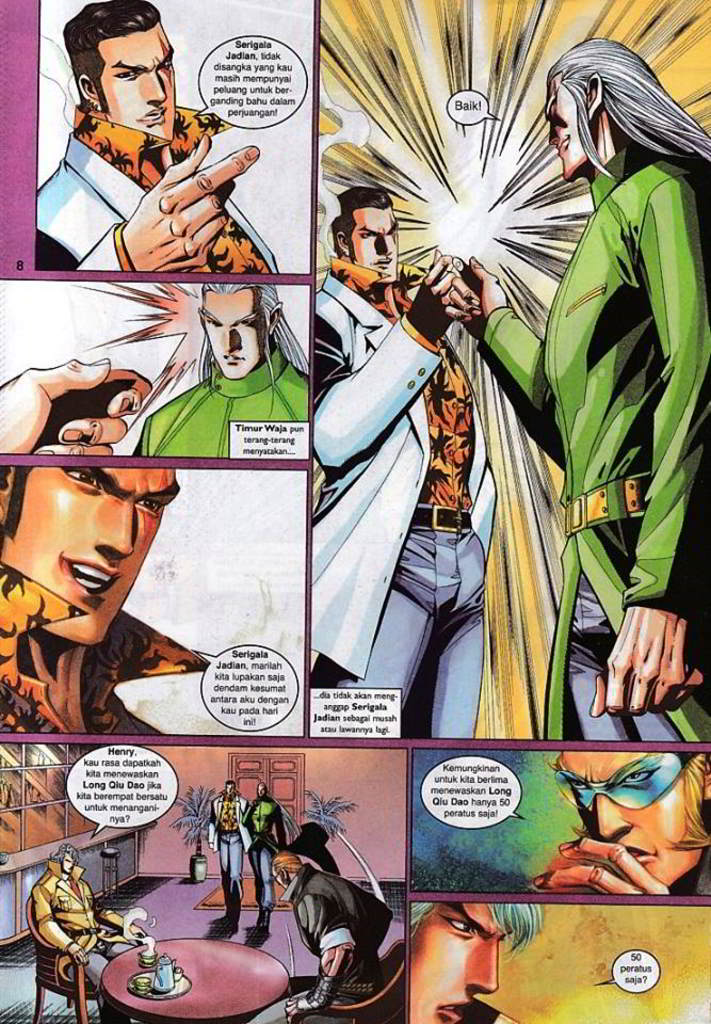 Serigala
Jadian, tidak
disangka yang kau
masih mempunyai
peluang untuk ber-
ganding bahu dalam
perjuangan!
8
Timur Waja pun
terang-terang
menyatakan....
Serigala
Jadian, marilah
kita lupakan saja
dendam kesumat
antara aku dengan
kau pada hari
ini!
Baik!
...dia tidak meng-
anggap Serigala
Jadian sebagai musuh
atau lawannya lagi.
Henry,
kau rasa dapatkah
kita menewaskan
Long Qiu Dao jika
kita berempat bersatu
untuk menangani-
nya?
Kemungkinan
untuk kita berlima
menewaskan Long
Qiu Dao hanya 50
peratus saja!
50
peratus
saja?